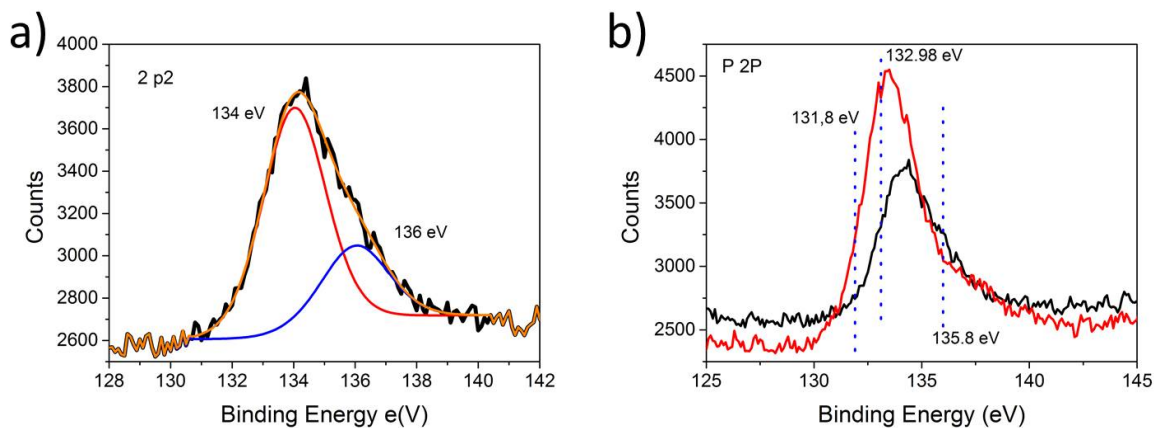 a)
4000
3800
3600
3400
3200
3000
2800
2600
Counts
2 p2
134 eV
136 eV
128 130 132 134 136 138 140 142
Binding Energy e(V)
b)
4500
4000
3500
3000
2500
Counts
P 2P
132.98 eV
131,8 eV
135.8 eV
125 130 135 140 145
Binding Energy (eV)